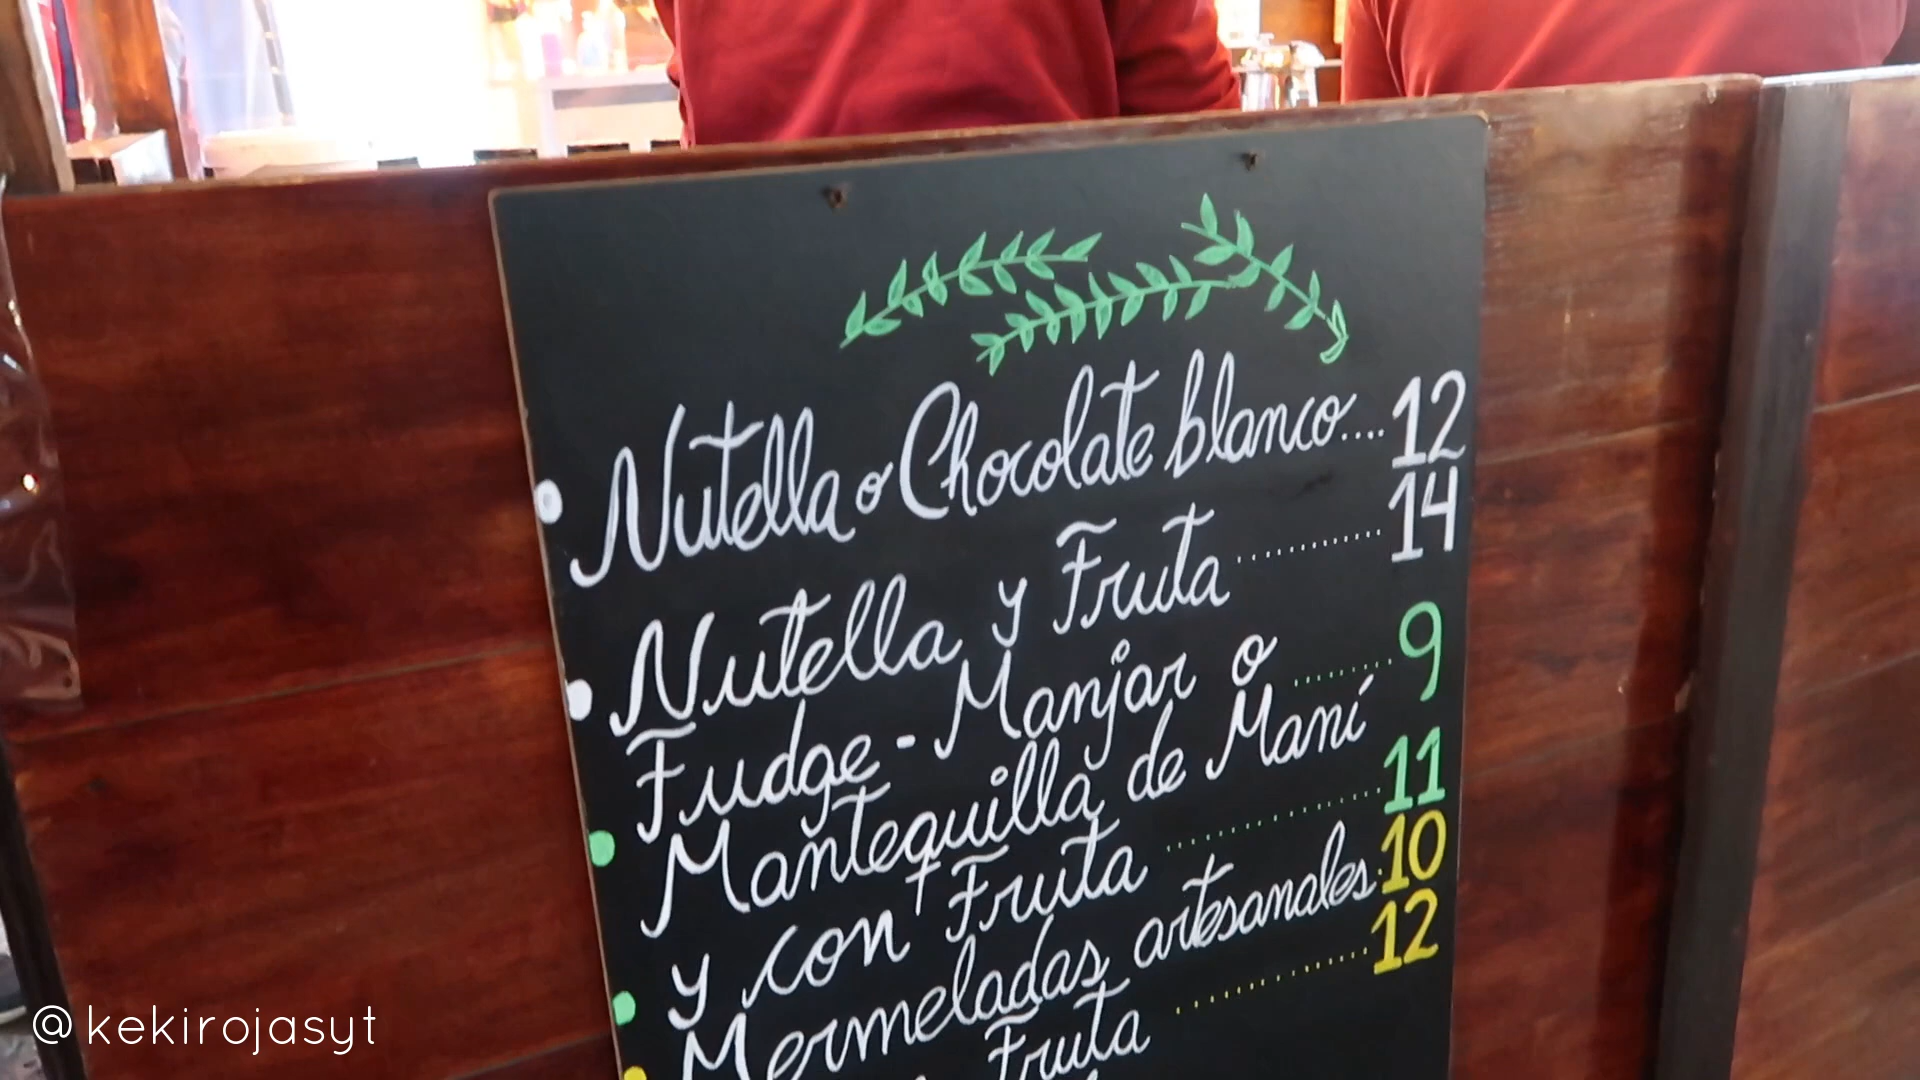 Nutella o Chocolate blanco.... 12
Nutella y Fruta ............. 14
Fudge - Manjar o ........ 9
Mantequilla de Maní
y con Fruta .............. 11
Mermeladas artesanales. 10
Fruta ............. 12
@kekirojasyt